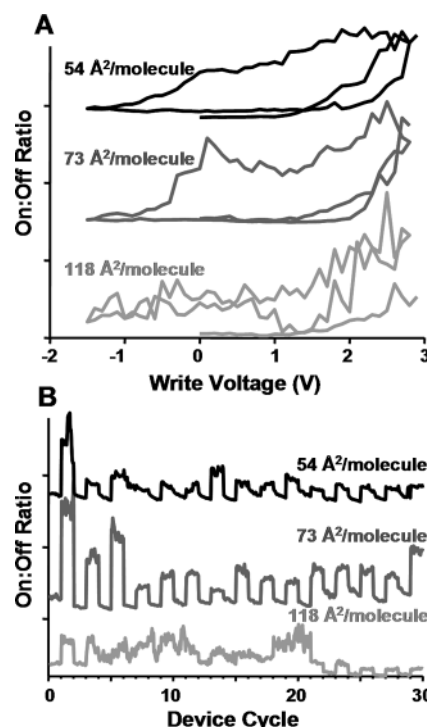 A
54 Å²/molecule
73 Å²/molecule
118 Å²/molecule
On:Off Ratio
-2 -1 0 1 2 3
Write Voltage (V)
B
54 Å²/molecule
73 Å²/molecule
118 Å²/molecule
On:Off Ratio
0 10 20 30
Device Cycle